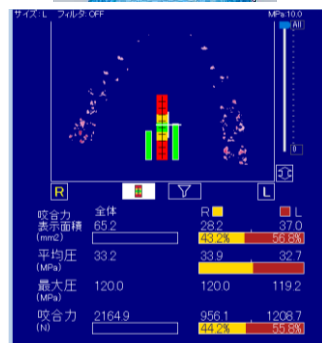 サイズ:L フィルタ:OFF MPa 10.0
All
0
R L
咬合力 全体 R L
表示面積 65.2 28.2 37.0
(mm2) 43.2% 56.8%
平均圧 33.2 33.9 32.7
(MPa)
最大圧 120.0 120.0 119.2
(MPa)
咬合力 2164.9 956.1 1208.7
(N) 44.2% 55.8%